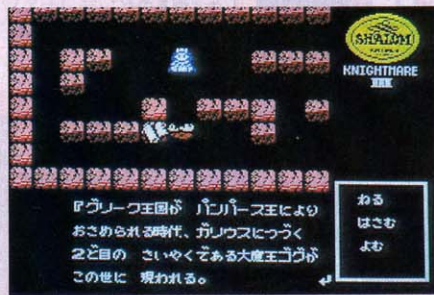 SHALOM
KNIGHTMARE
III
『グリーク王国が パンパース王により
おさめられる時代、ガリウスにつづく
2ど目の さいやくである大魔王ゴグが
この世に 現われる。
ねる
はさむ
よむ